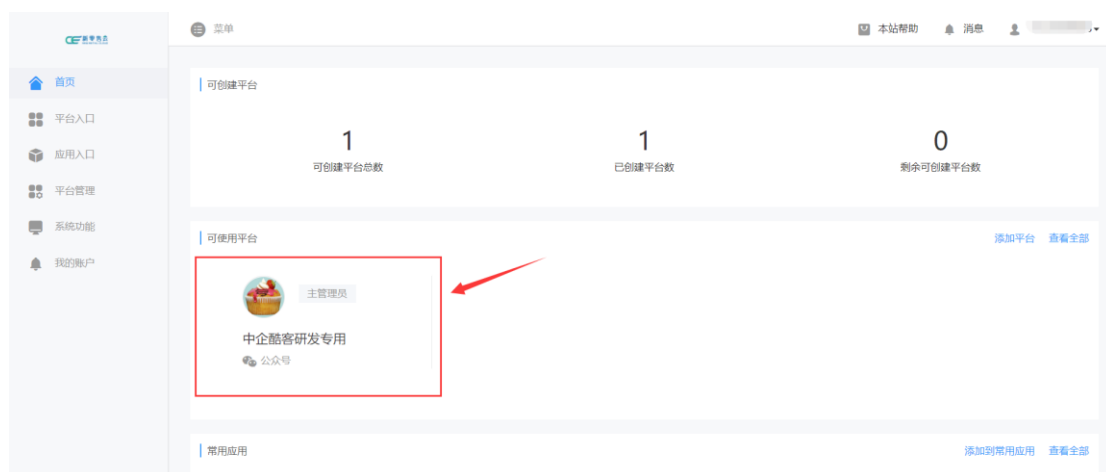 菜单
本站帮助
消息
首页
平台入口
应用入口
平台管理
系统功能
我的账户
可创建平台
1
可创建平台总数
1
已创建平台数
0
剩余可创建平台数
可使用平台
添加平台
查看全部
主管理员
中企酷客研发专用
公众号
常用应用
添加到常用应用
查看全部